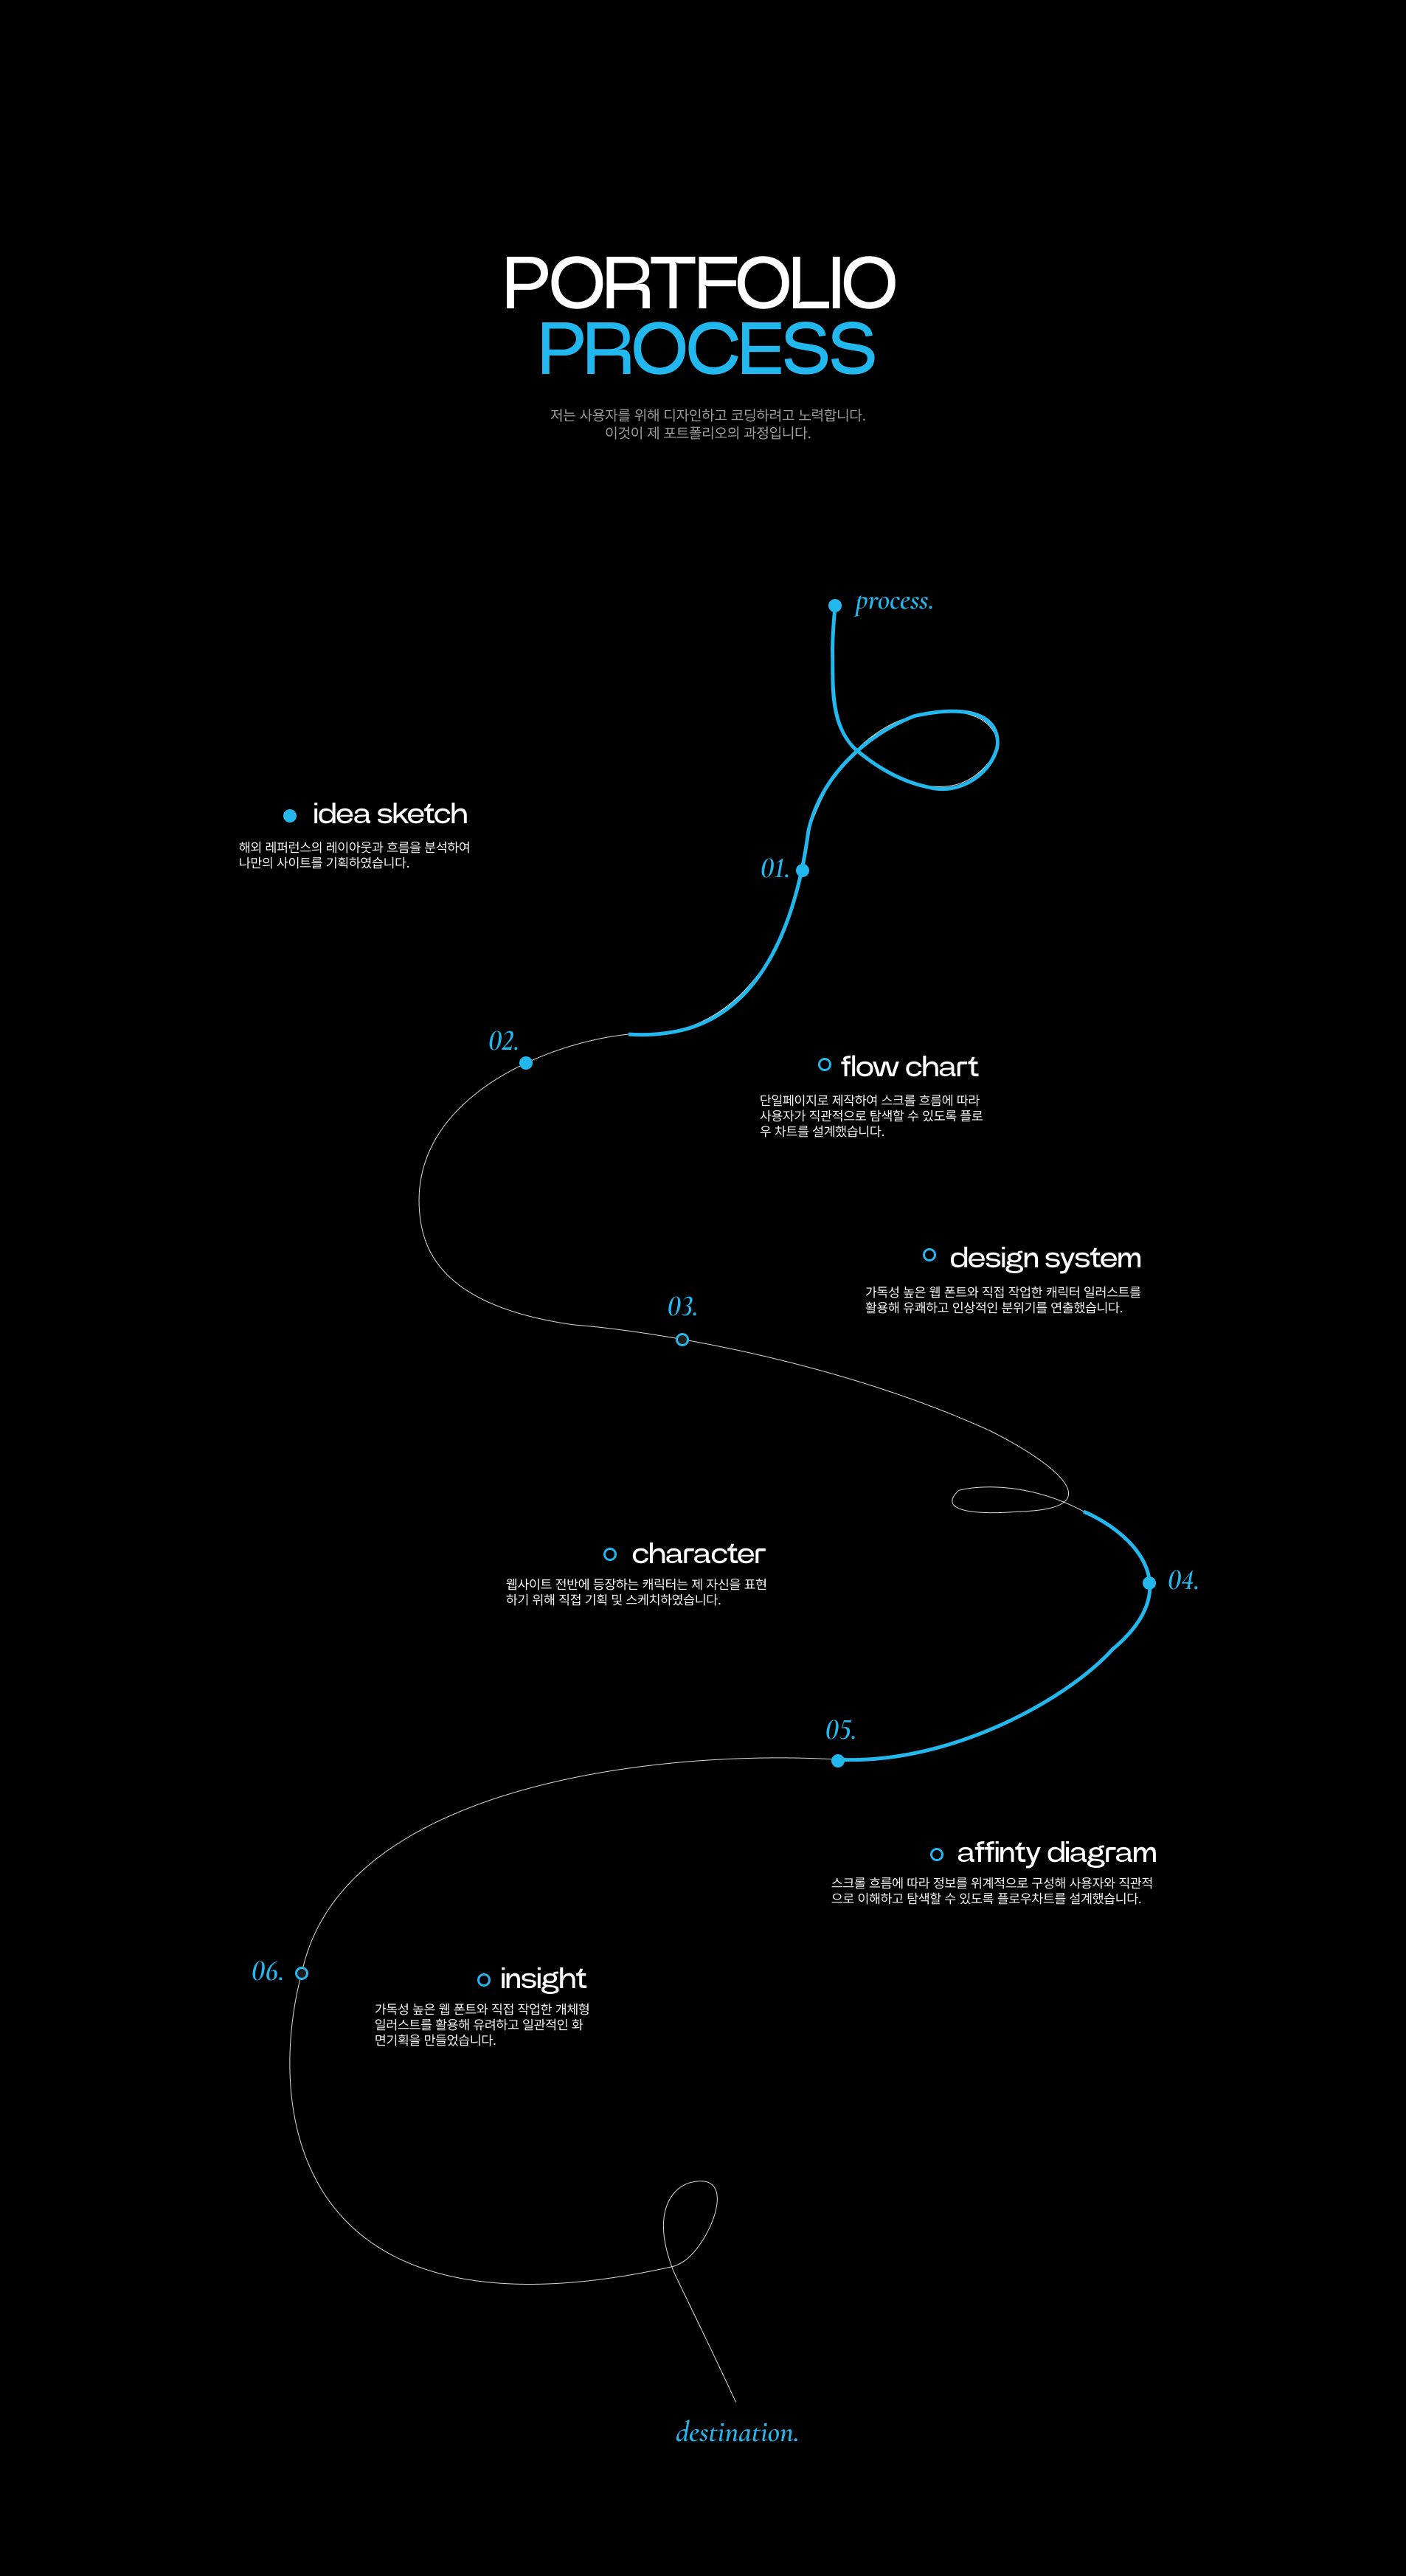 PORTFOLIO
PROCESS
저는 사용자를 위해 디자인하고 코딩하려고 노력합니다.
이것이 제 포트폴리오의 과정입니다.
process.
idea sketch
해외 레퍼런스의 레이아웃과 흐름을 분석하여
나만의 사이트를 기획하였습니다.
01.
02.
flow chart
단일페이지로 제작하여 스크롤 흐름에 따라
사용자가 직관적으로 탐색할 수 있도록 플로
우 차트를 설계했습니다.
design system
가독성 높은 웹 폰트와 직접 작업한 캐릭터 일러스트를
활용해 유쾌하고 인상적인 분위기를 연출했습니다.
03.
character
웹사이트 전반에 등장하는 캐릭터는 제 자신을 표현
하기 위해 직접 기획 및 스케치하였습니다.
04.
05.
affinty diagram
스크롤 흐름에 따라 정보를 위계적으로 구성해 사용자와 직관적
으로 이해하고 탐색할 수 있도록 플로우차트를 설계했습니다.
06.
insight
가독성 높은 웹 폰트와 직접 작업한 개체형
일러스트를 활용해 유려하고 일관적인 화
면기획을 만들었습니다.
destination.